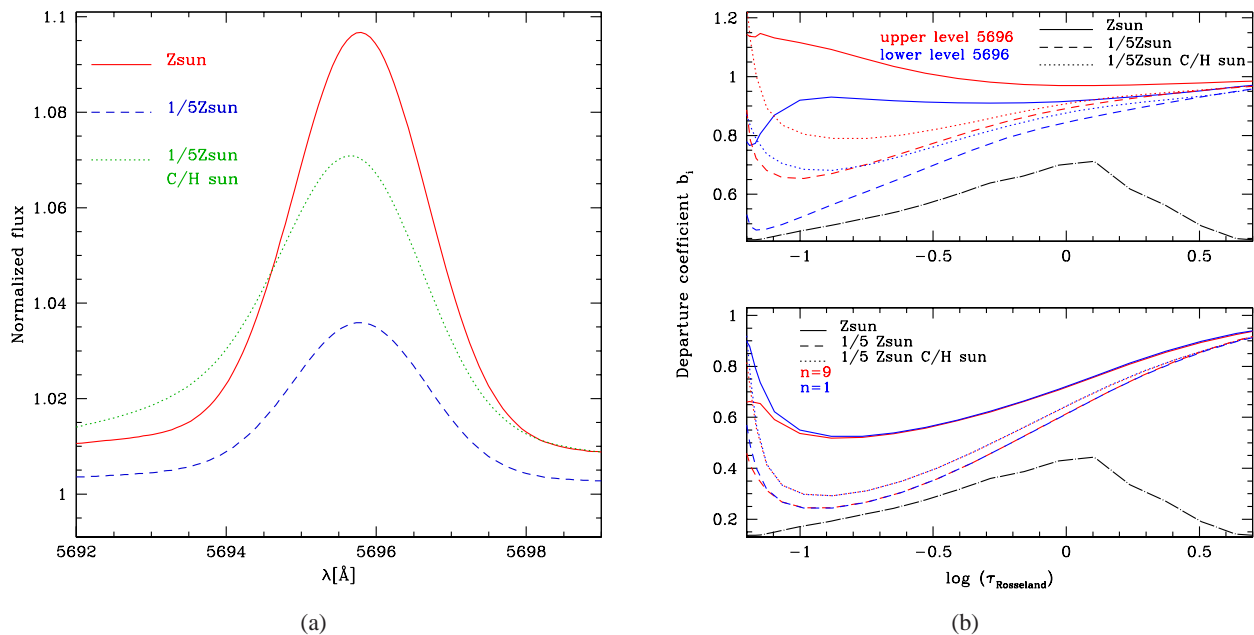 1.1
1.08
1.06
1.04
1.02
1
Normalized flux
Zsun
1/5Zsun
1/5Zsun
C/H sun
5692
5694
5696
5698
λ[Å]
(a)
Departure coefficient bᵢ
1.2
1
0.8
0.6
upper level 5696
lower level 5696
Zsun
1/5Zsun
1/5Zsun C/H sun
−1
−0.5
0
0.5
1
0.8
0.6
0.4
0.2
Zsun
1/5 Zsun
1/5 Zsun C/H sun
n=9
n=1
−1
−0.5
0
0.5
log (τRosseland)
(b)